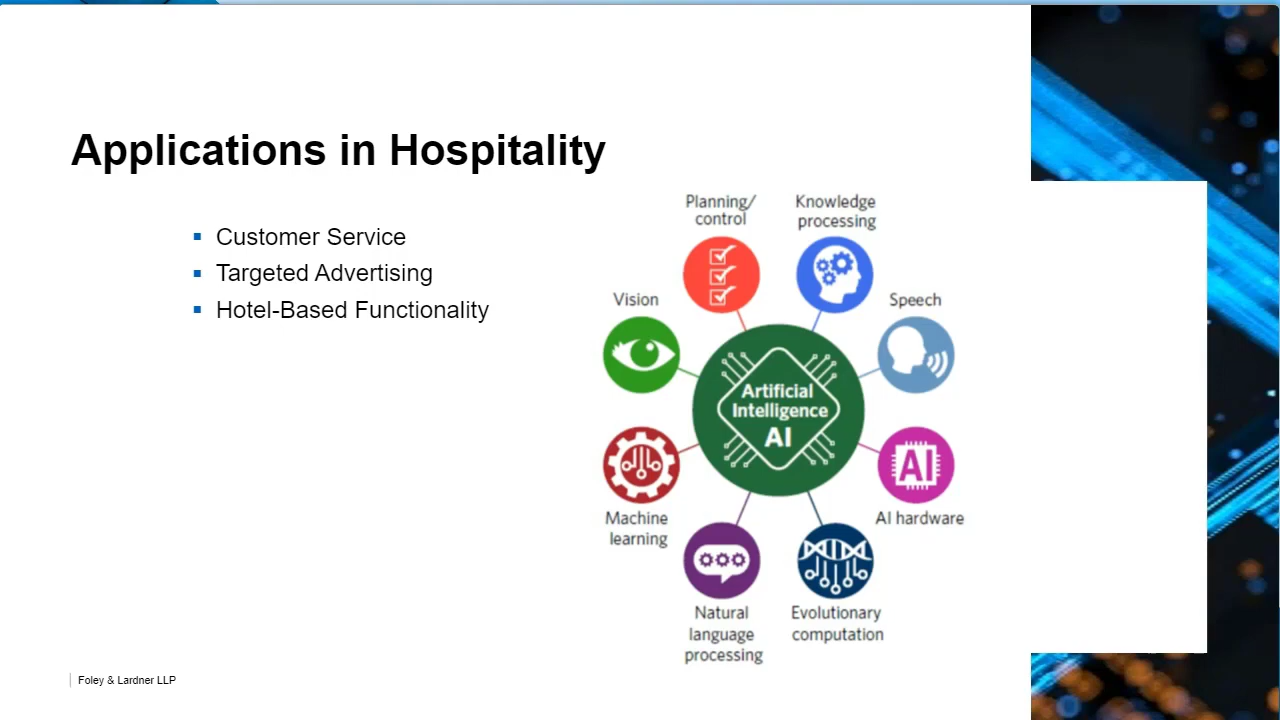 Applications in Hospitality
Customer Service
Targeted Advertising
Hotel-Based Functionality
Planning/
control
Knowledge
processing
Vision
Speech
Artificial
Intelligence
AI
AI
Machine
learning
AI hardware
Natural
language
processing
Evolutionary
computation
Foley & Lardner LLP